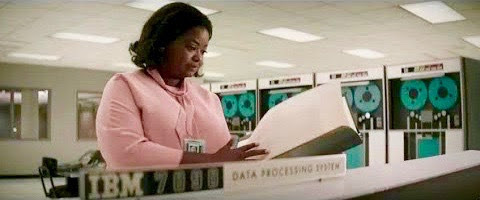 IBM 7090
DATA PROCESSING SYSTEM